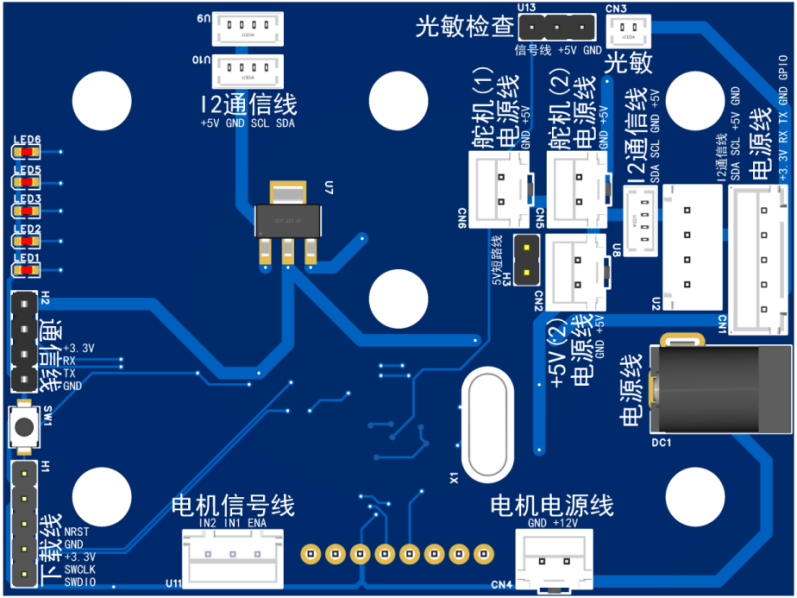 U9
U10
I2通信线
+5V GND SCL SDA
光敏检查
U13
信号线 +5V GND
CN3
光敏
舵机(1)
电源线
GND +5V
舵机(2)
电源线
GND +5V
I2通信线
SDA SCL GND +5V
I2通信线
SDA SCL +5V GND
电源线
+3.3V RX TX GND GPIO
LED6
LED5
LED3
LED2
LED1
U7
CN6
CN5
U8
U2
CN1
5V短路线
H3
CN2
+5V(2)
电源线
GND +5V
H2
通信线
+3.3V
RX
TX
GND
SW1
电源线
DC1
X1
H1
下载线
NRST
GND
+3.3V
SWCLK
SWDIO
电机信号线
IN2 IN1 ENA
U11
电机电源线
GND +12V
CN4